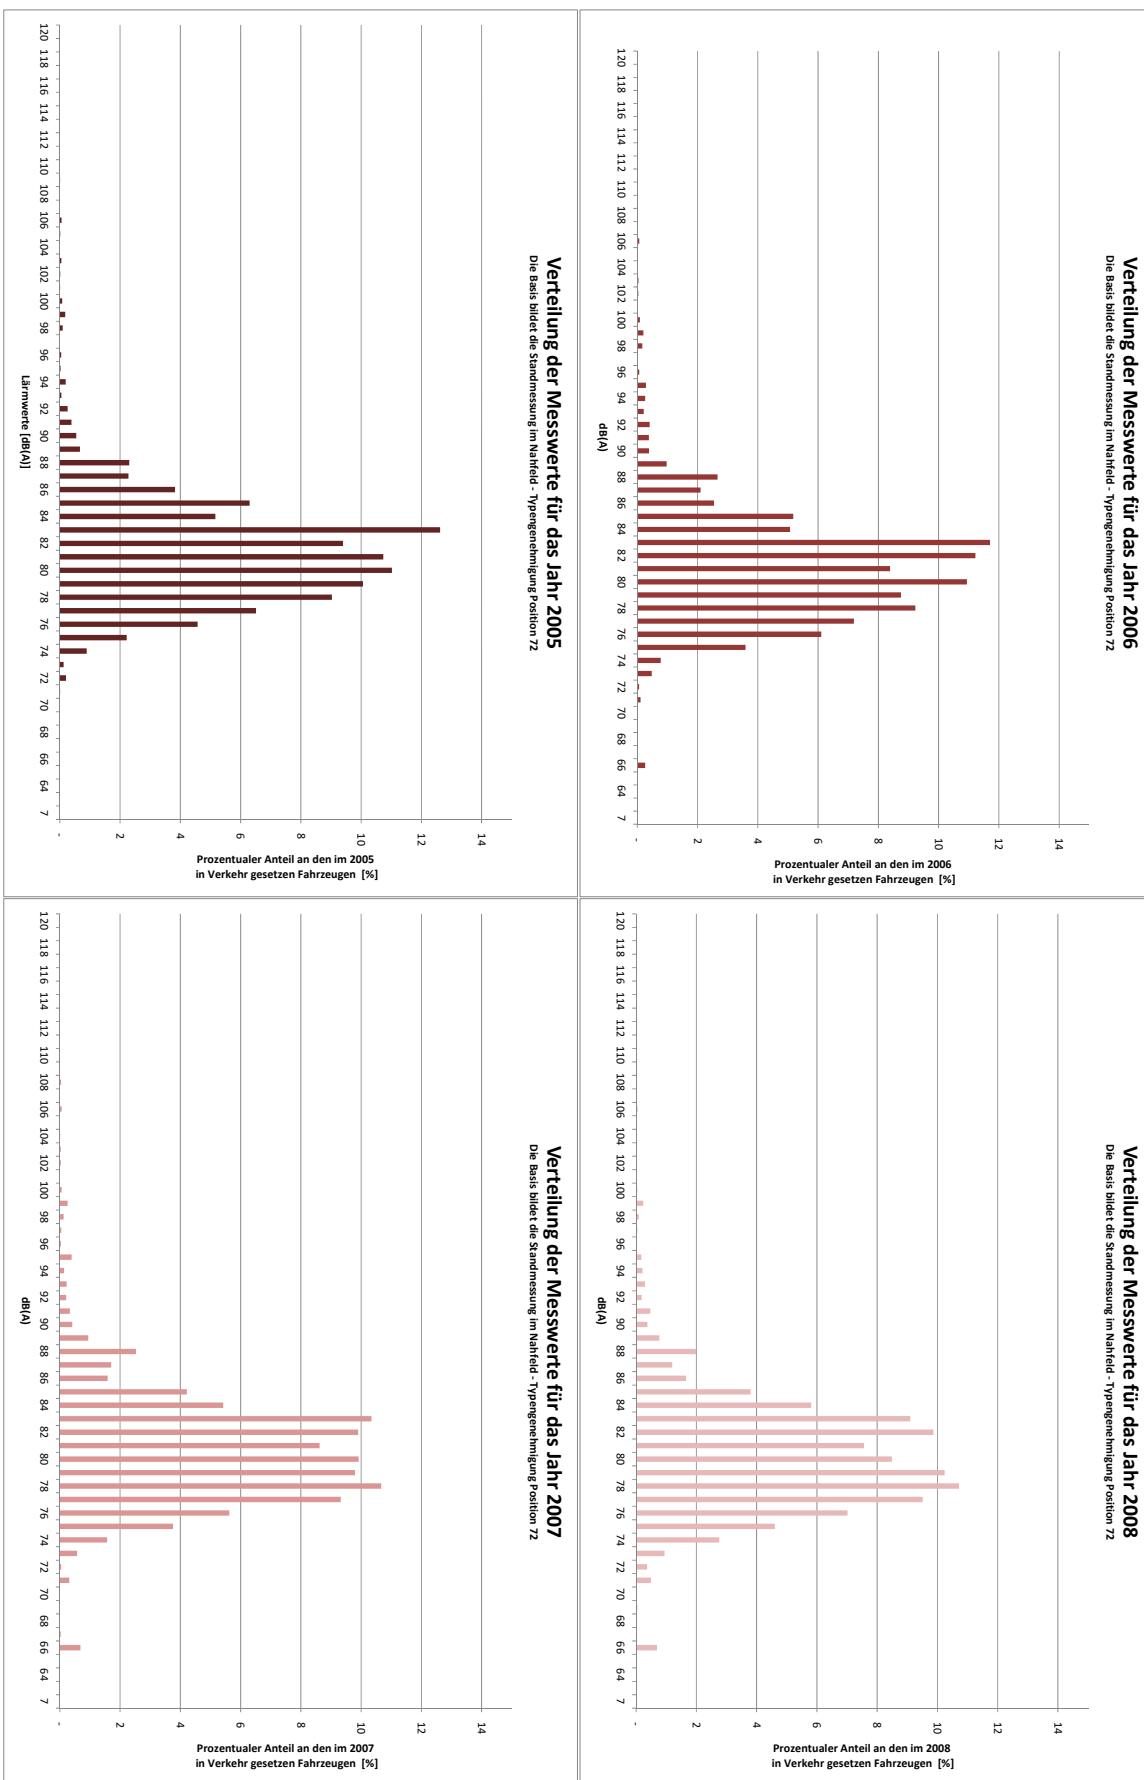 Verteilung der Messwerte für das Jahr 2005
Die Basis bildet die Standmessung im Nahfeld - Typengenehmigung Position 72
120 118 116 114 112 110 108 106 104 102 100 98 96 94 92 90 88 86 84 82 80 78 76 74 72 70 68 66 64 7
Lärmwerte [dB(A)]
- 2 4 6 8 10 12 14
Prozentualer Anteil an den im 2005
in Verkehr gesetzen Fahrzeugen [%]
Verteilung der Messwerte für das Jahr 2006
Die Basis bildet die Standmessung im Nahfeld - Typengenehmigung Position 72
120 118 116 114 112 110 108 106 104 102 100 98 96 94 92 90 88 86 84 82 80 78 76 74 72 70 68 66 64 7
dB(A)
- 2 4 6 8 10 12 14
Prozentualer Anteil an den im 2006
in Verkehr gesetzen Fahrzeugen [%]
Verteilung der Messwerte für das Jahr 2007
Die Basis bildet die Standmessung im Nahfeld - Typengenehmigung Position 72
120 118 116 114 112 110 108 106 104 102 100 98 96 94 92 90 88 86 84 82 80 78 76 74 72 70 68 66 64 7
dB(A)
- 2 4 6 8 10 12 14
Prozentualer Anteil an den im 2007
in Verkehr gesetzen Fahrzeugen [%]
Verteilung der Messwerte für das Jahr 2008
Die Basis bildet die Standmessung im Nahfeld - Typengenehmigung Position 72
120 118 116 114 112 110 108 106 104 102 100 98 96 94 92 90 88 86 84 82 80 78 76 74 72 70 68 66 64 7
dB(A)
- 2 4 6 8 10 12 14
Prozentualer Anteil an den im 2008
in Verkehr gesetzen Fahrzeugen [%]